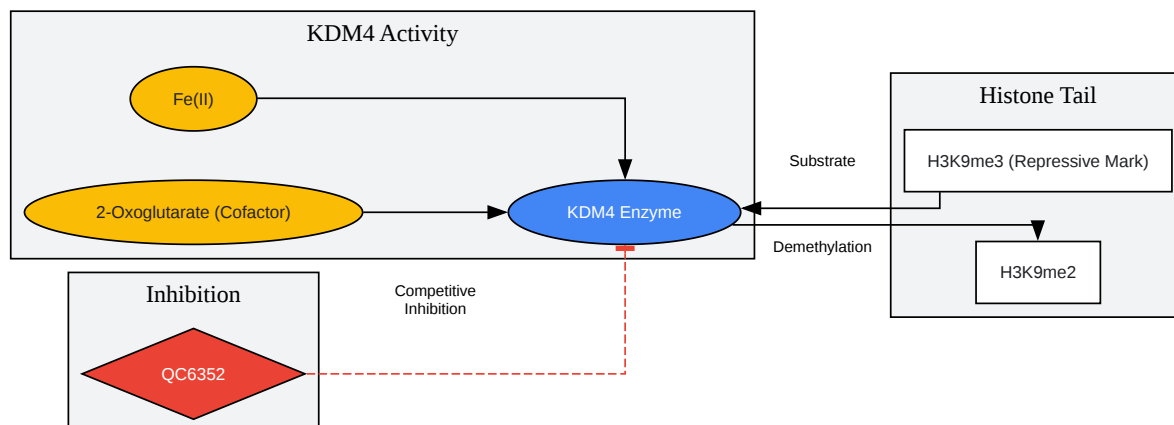 KDM4 Activity
Fe(II)
2-Oxoglutarate (Cofactor)
KDM4 Enzyme
Substrate
Demethylation
Histone Tail
H3K9me3 (Repressive Mark)
H3K9me2
Inhibition
QC6352
Competitive
Inhibition